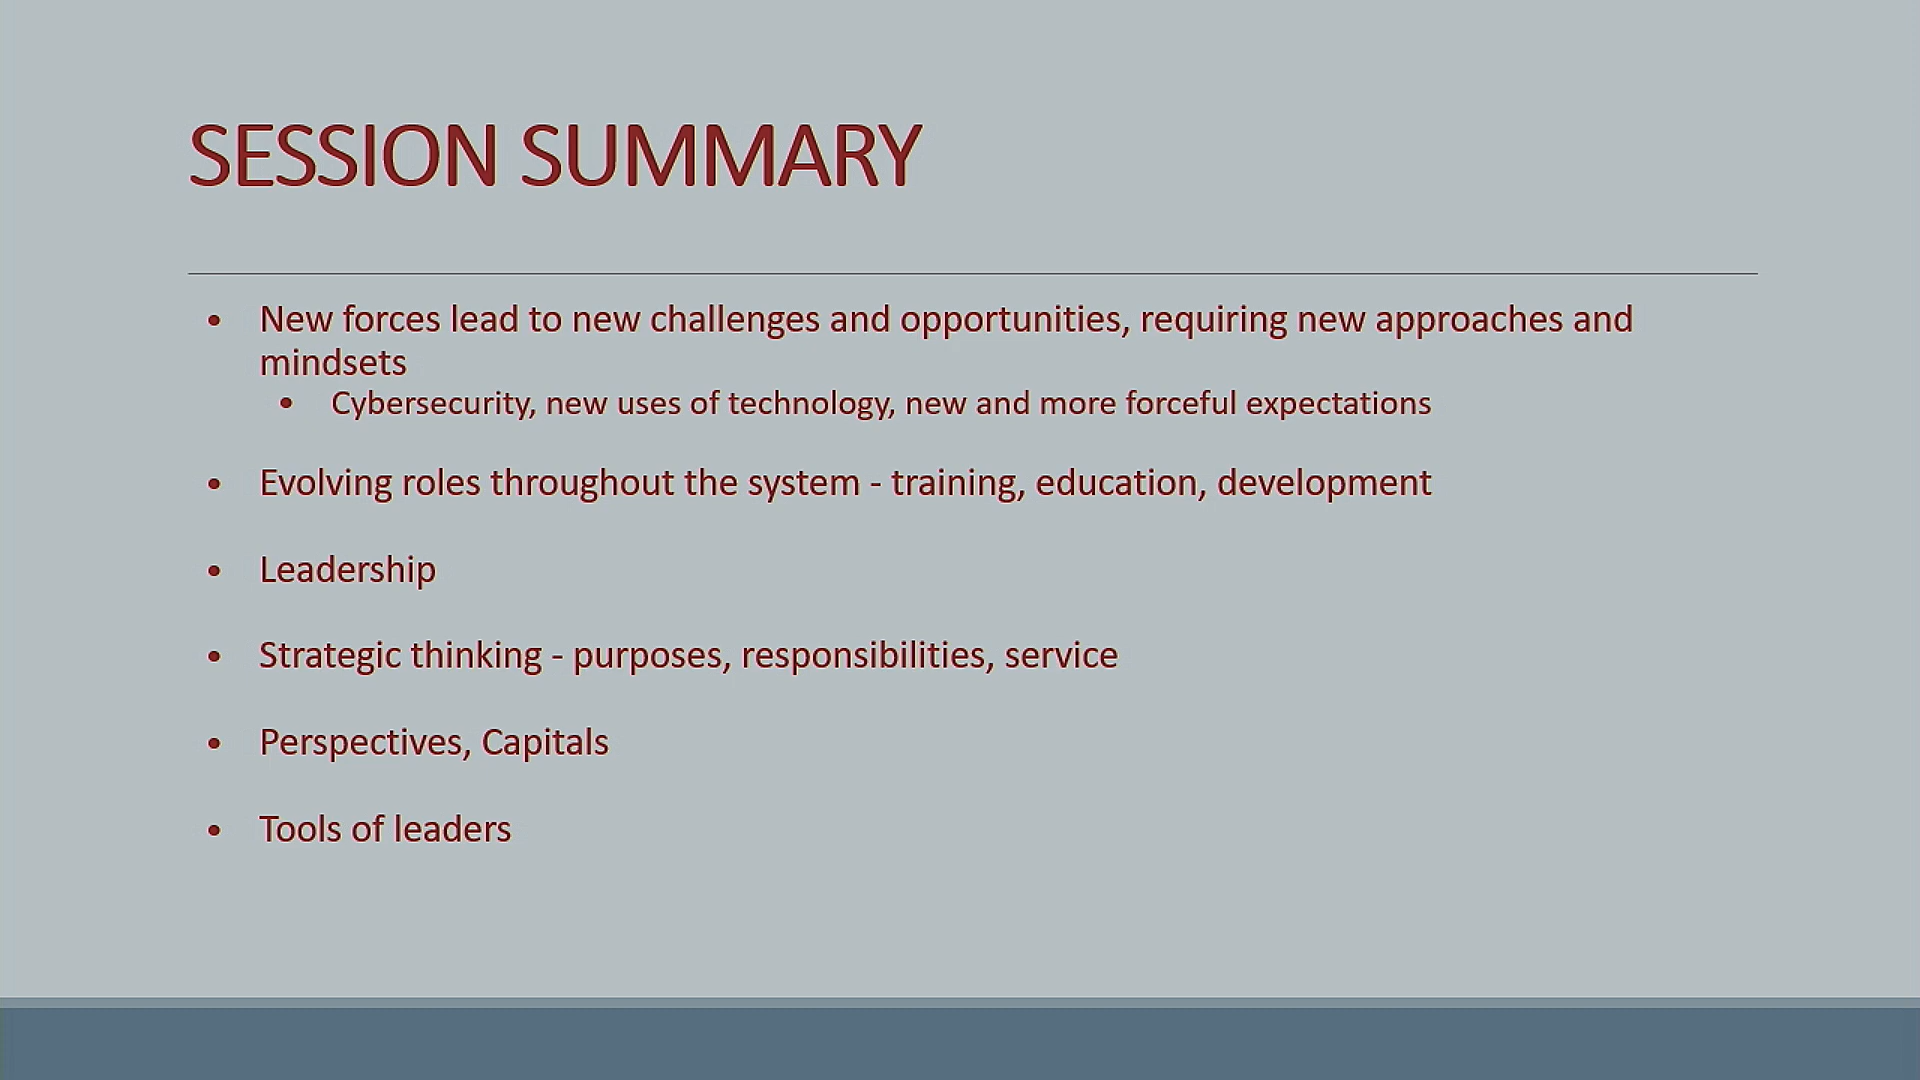 SESSION SUMMARY
• New forces lead to new challenges and opportunities, requiring new approaches and
mindsets
• Cybersecurity, new uses of technology, new and more forceful expectations
• Evolving roles throughout the system - training, education, development
• Leadership
• Strategic thinking - purposes, responsibilities, service
• Perspectives, Capitals
• Tools of leaders